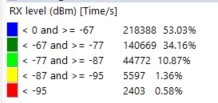 RX level (dBm) [Time/s]
< 0 and >= -67 218388 53.03%
< -67 and >= -77 140669 34.16%
< -77 and >= -87 44772 10.87%
< -87 and >= -95 5597 1.36%
< -95 2403 0.58%